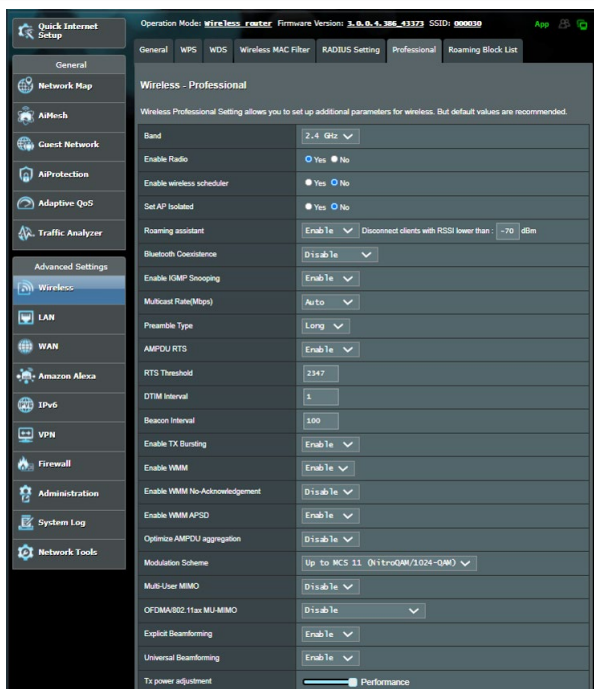 Quick Internet
Setup
Operation Mode: Wireless router Firmware Version: 3.0.0.4.386_43373 SSID: 000030
App
General WPS WDS Wireless MAC Filter RADIUS Setting Professional Roaming Block List
General
Network Map
AiMesh
Guest Network
AiProtection
Adaptive QoS
Traffic Analyzer
Advanced Settings
Wireless
LAN
WAN
Amazon Alexa
IPv6
VPN
Firewall
Administration
System Log
Network Tools
Wireless - Professional
Wireless Professional Setting allows you to set up additional parameters for wireless. But default values are recommended.
Band 2.4 GHz
Enable Radio Yes No
Enable wireless scheduler Yes No
Set AP Isolated Yes No
Roaming assistant Enable Disconnect clients with RSSI lower than : -70 dBm
Bluetooth Coexistence Disable
Enable IGMP Snooping Enable
Multicast Rate(Mbps) Auto
Preamble Type Long
AMPDU RTS Enable
RTS Threshold 2347
DTIM Interval 1
Beacon Interval 100
Enable TX Bursting Enable
Enable WMM Enable
Enable WMM No-Acknowledgement Disable
Enable WMM APSD Enable
Optimize AMPDU aggregation Disable
Modulation Scheme Up to MCS 11 (NitroQAM/1024-QAM)
Multi-User MIMO Disable
OFDMA/802.11ax MU-MIMO Disable
Explicit Beamforming Enable
Universal Beamforming Enable
Tx power adjustment Performance